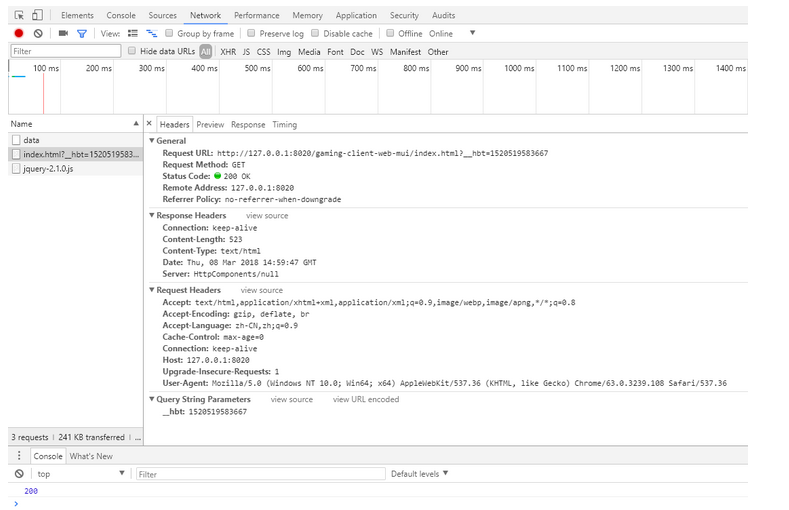 Elements Console Sources Network Performance Memory Application Security Audits
View: Group by frame Preserve log Disable cache Offline Online
Filter Hide data URLs All XHR JS CSS Img Media Font Doc WS Manifest Other
100 ms 200 ms 300 ms 400 ms 500 ms 600 ms 700 ms 800 ms 900 ms 1000 ms 1100 ms 1200 ms 1300 ms 1400 ms
Name
data
index.html?__hbt=1520519583...
jquery-2.1.0.js
3 requests | 241 KB transferred | ...
× Headers Preview Response Timing
General
Request URL: http://127.0.0.1:8020/gaming-client-web-mui/index.html?__hbt=1520519583667
Request Method: GET
Status Code: 200 OK
Remote Address: 127.0.0.1:8020
Referrer Policy: no-referrer-when-downgrade
Response Headers view source
Connection: keep-alive
Content-Length: 523
Content-Type: text/html
Date: Thu, 08 Mar 2018 14:59:47 GMT
Server: HttpComponents/null
Request Headers view source
Accept: text/html,application/xhtml+xml,application/xml;q=0.9,image/webp,image/apng,*/*;q=0.8
Accept-Encoding: gzip, deflate, br
Accept-Language: zh-CN,zh;q=0.9
Cache-Control: max-age=0
Connection: keep-alive
Host: 127.0.0.1:8020
Upgrade-Insecure-Requests: 1
User-Agent: Mozilla/5.0 (Windows NT 10.0; Win64; x64) AppleWebKit/537.36 (KHTML, like Gecko) Chrome/63.0.3239.108 Safari/537.36
Query String Parameters view source view URL encoded
__hbt: 1520519583667
Console What's New
top Filter Default levels
200